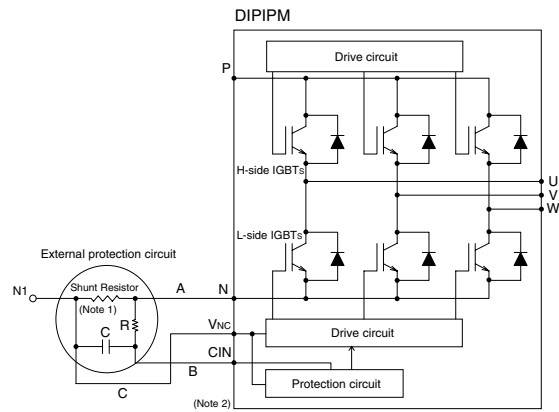 DIPIPM
Drive circuit
P
H-side IGBTs
U
V
W
L-side IGBTs
External protection circuit
N1
Shunt Resistor
(Note 1)
A
N
R
C
VNC
Drive circuit
CIN
B
C
Protection circuit
(Note 2)